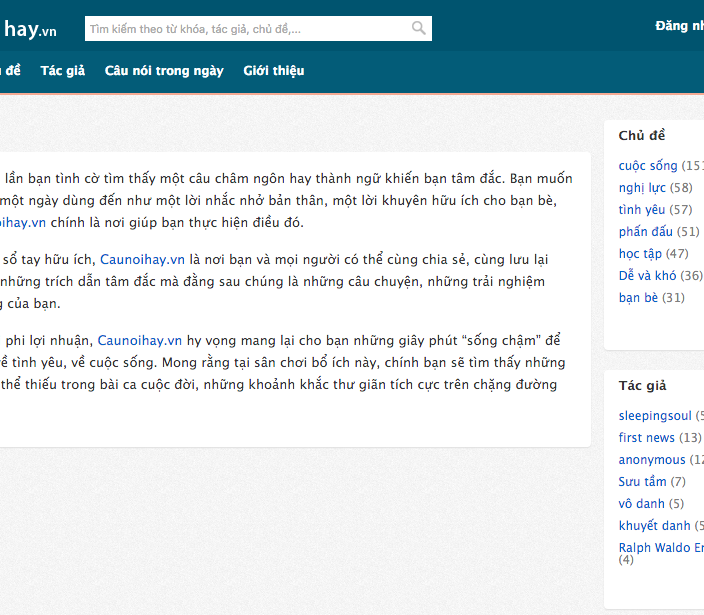 hay.vn
Tìm kiếm theo từ khóa, tác giả, chủ đề,...
Đăng nh
đề Tác giả Câu nói trong ngày Giới thiệu
lần bạn tình cờ tìm thấy một câu châm ngôn hay thành ngữ khiến bạn tâm đắc. Bạn muốn
một ngày dùng đến như một lời nhắc nhở bản thân, một lời khuyên hữu ích cho bạn bè,
ihay.vn chính là nơi giúp bạn thực hiện điều đó.
sổ tay hữu ích, Caunoihay.vn là nơi bạn và mọi người có thể cùng chia sẻ, cùng lưu lại
những trích dẫn tâm đắc mà đằng sau chúng là những câu chuyện, những trải nghiệm
g của bạn.
phi lợi nhuận, Caunoihay.vn hy vọng mang lại cho bạn những giây phút “sống chậm” để
về tình yêu, về cuộc sống. Mong rằng tại sân chơi bổ ích này, chính bạn sẽ tìm thấy những
thể thiếu trong bài ca cuộc đời, những khoảnh khắc thư giãn tích cực trên chặng đường
Chủ đề
cuộc sống (151
nghị lực (58)
tình yêu (57)
phấn đấu (51)
học tập (47)
Dễ và khó (36)
bạn bè (31)
Tác giả
sleepingsoul (5
first news (13)
anonymous (12
Sưu tầm (7)
vô danh (5)
khuyết danh (5
Ralph Waldo Em
(4)